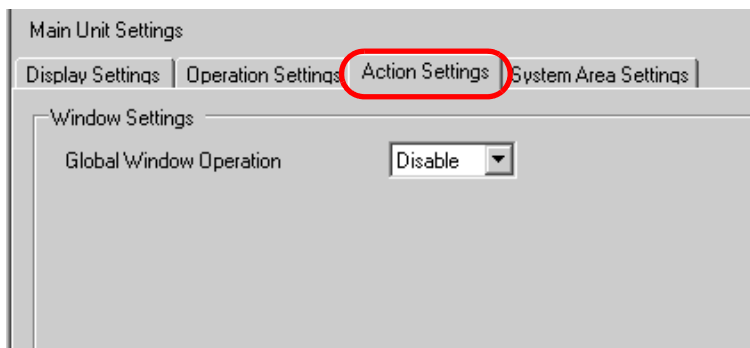 Main Unit Settings
Display Settings Operation Settings Action Settings System Area Settings
Window Settings
Global Window Operation Disable